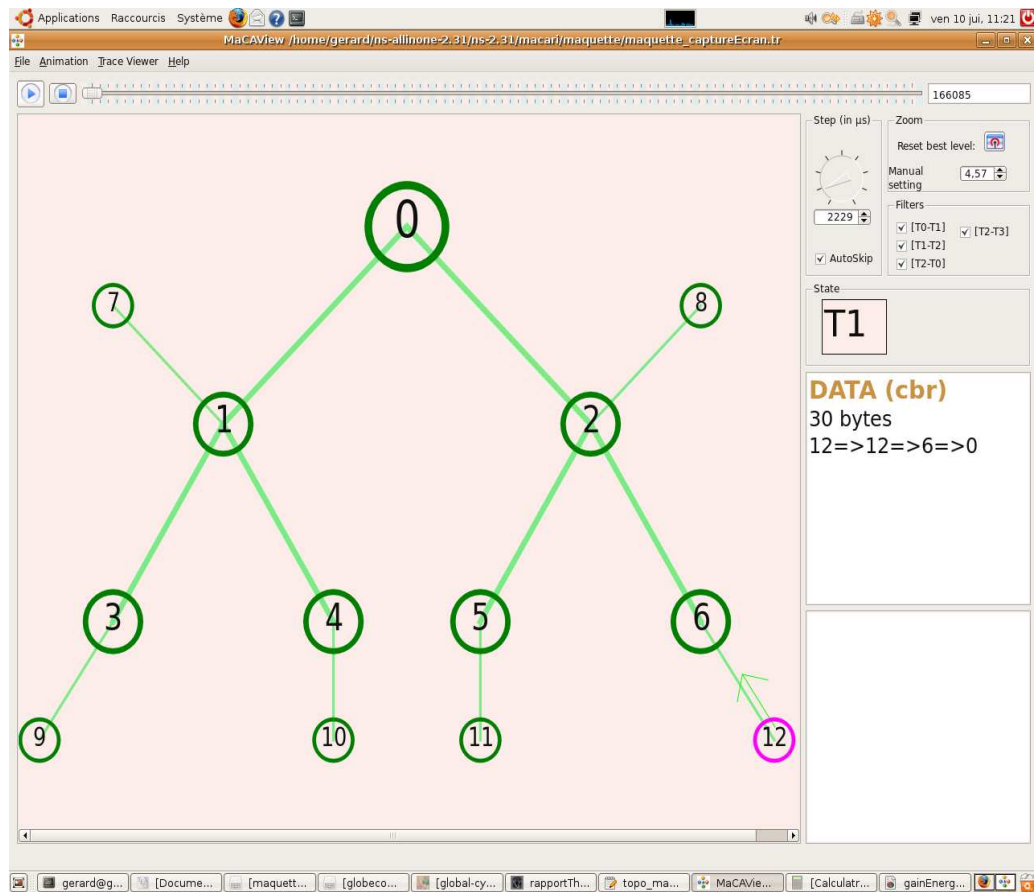 Applications Raccourcis Système ven 10 jui, 11:21
MaCAView /home/gerard/ns-allinone-2.31/ns-2.31/macari/maquette/maquette_captureEcran.tr
File Animation Trace Viewer Help
166085
Step (in µs)
2229
AutoSkip
Zoom
Reset best level:
Manual setting 4,57
Filters
[T0-T1] [T2-T3]
[T1-T2]
[T2-T0]
State
T1
DATA (cbr)
30 bytes
12=>12=>6=>0
0
7 8
1 2
3 4 5 6
9 10 11 12
gerard@g... [Docume... [maquett... [globeco... [global-cy... rapportTh... topo_ma... MaCAVie... [Calculatr... gainEnerg...